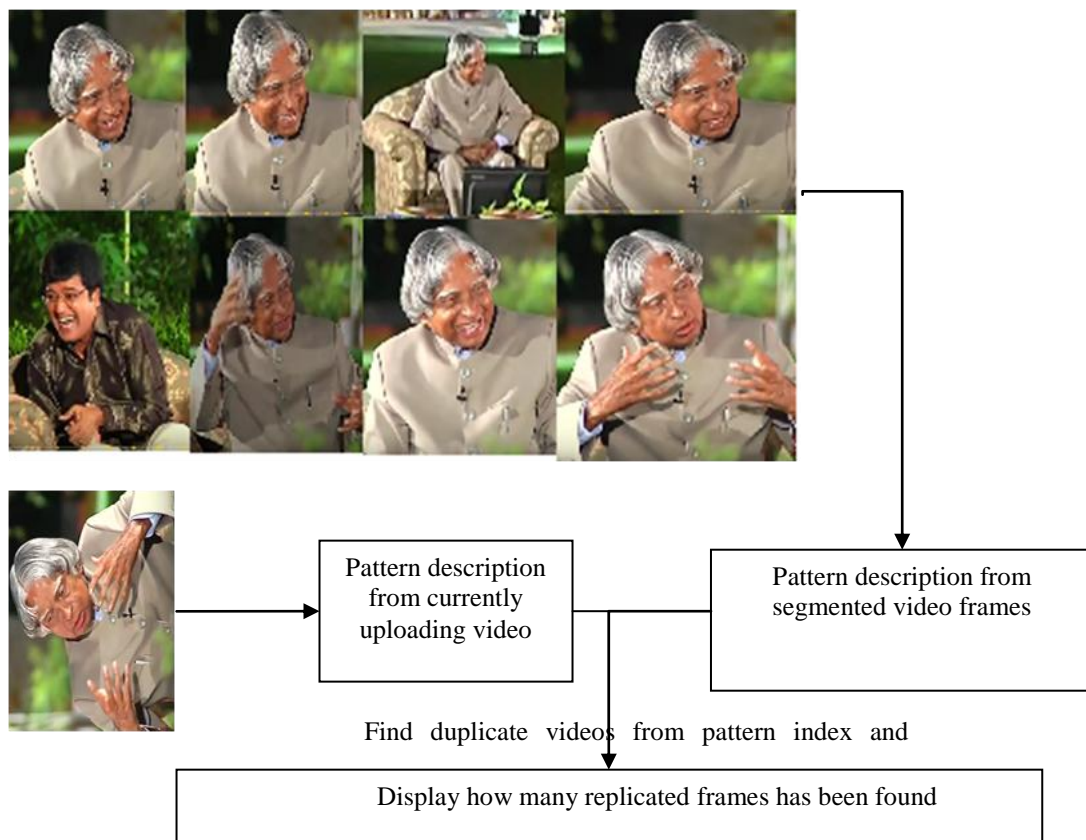 Pattern description
from currently
uploading video
Pattern description from
segmented video frames
Find duplicate videos from pattern index and
Display how many replicated frames has been found